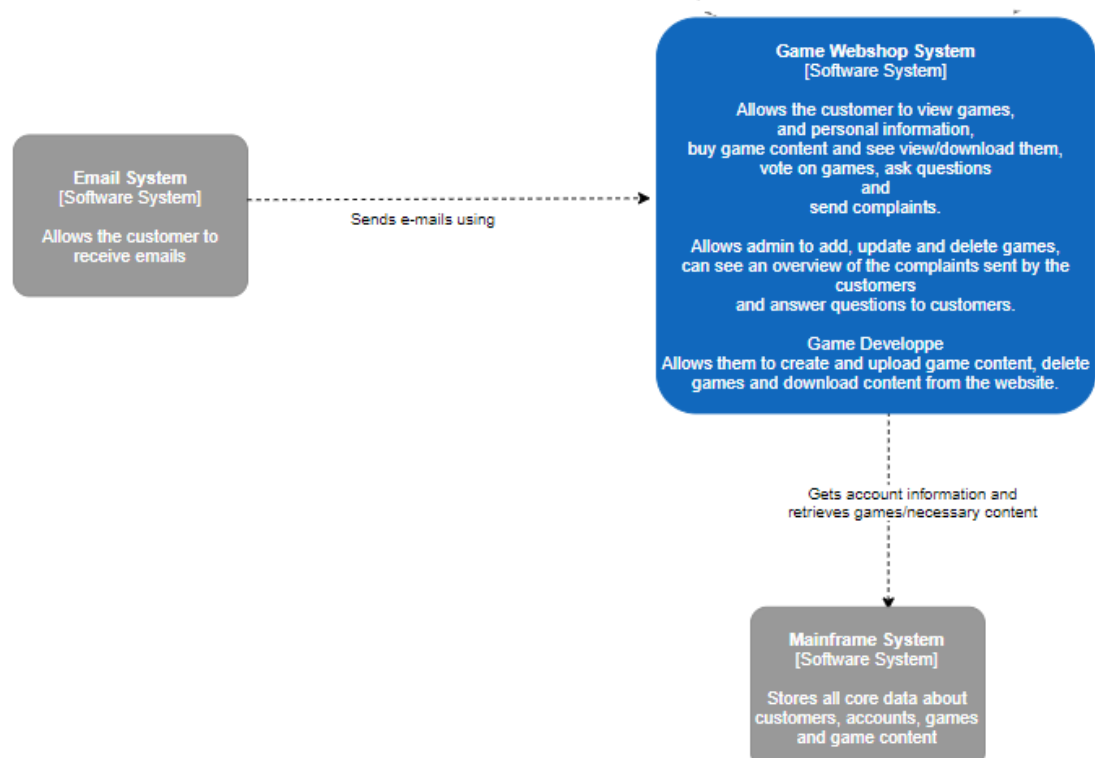 Game Webshop System
[Software System]
Allows the customer to view games,
and personal information,
buy game content and see view/download them,
vote on games, ask questions
and
send complaints.
Allows admin to add, update and delete games,
can see an overview of the complaints sent by the
customers
and answer questions to customers.
Game Developpe
Allows them to create and upload game content, delete
games and download content from the website.
Email System
[Software System]
Allows the customer to
receive emails
Sends e-mails using
Gets account information and
retrieves games/necessary content
Mainframe System
[Software System]
Stores all core data about
customers, accounts, games
and game content